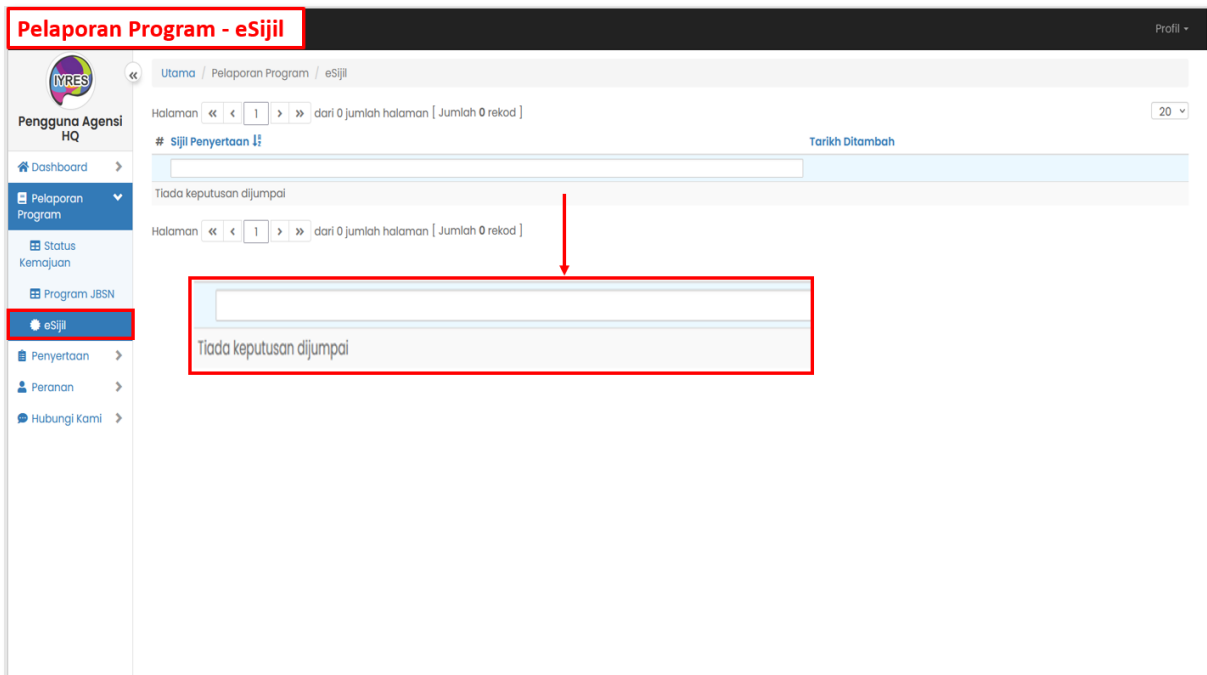 Pelaporan Program - eSijil
Profil
IYRES
Pengguna Agensi
HQ
Dashboard
Pelaporan
Program
Status
Kemajuan
Program JBSN
eSijil
Penyertaan
Peranan
Hubungi Kami
Utama / Pelaporan Program / eSijil
Halaman « ‹ 1 › » dari 0 jumlah halaman [ Jumlah 0 rekod ]
20
# Sijil Penyertaan Tarikh Ditambah
Tiada keputusan dijumpai
Halaman « ‹ 1 › » dari 0 jumlah halaman [ Jumlah 0 rekod ]
Tiada keputusan dijumpai